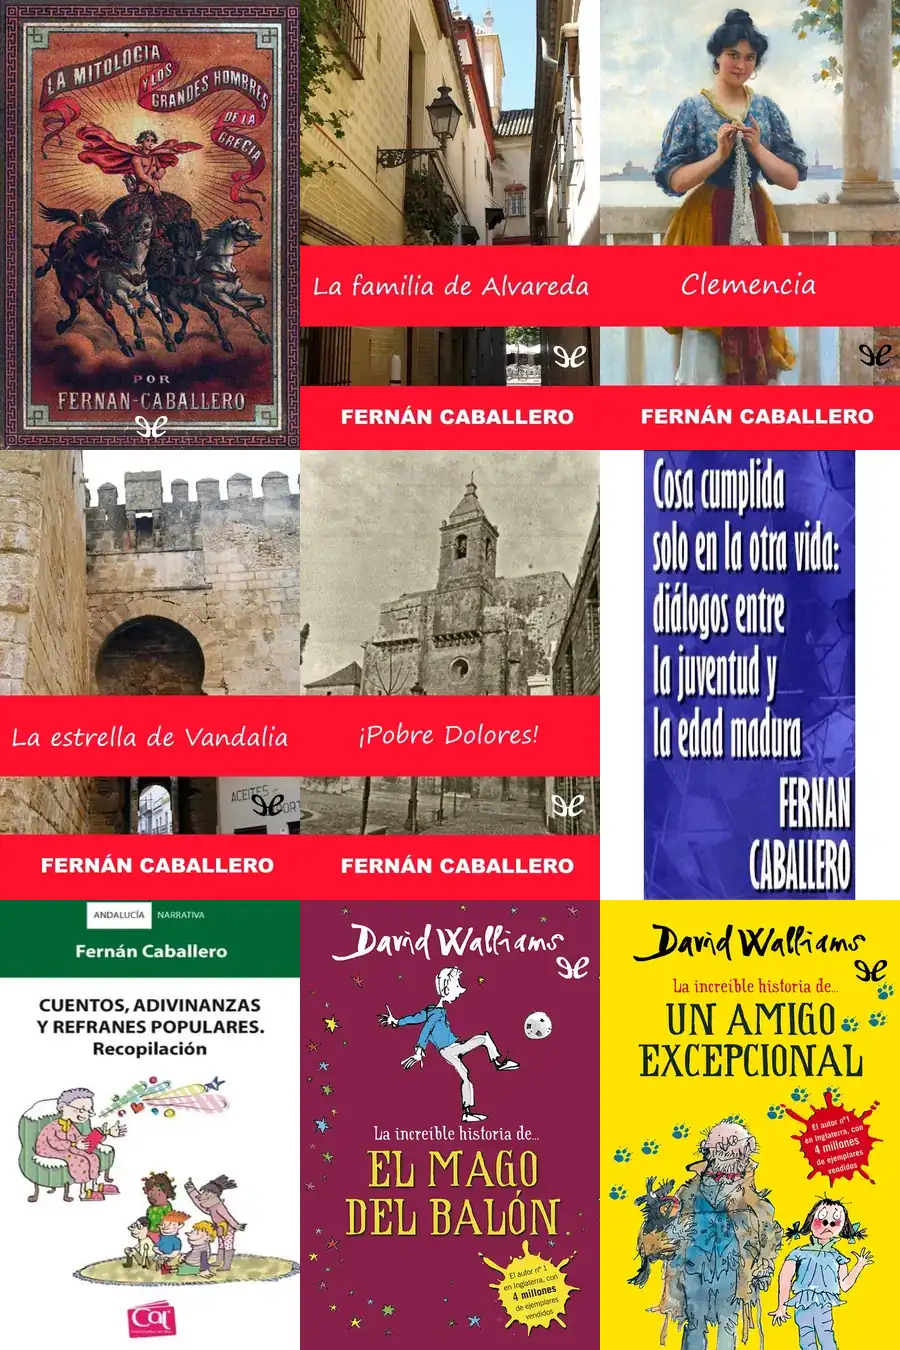 LA MITOLOGIA
Y LOS
GRANDES HOMBRES
DE LA
GRECIA
POR
FERNAN-CABALLERO
La familia de Alvareda
FERNÁN CABALLERO
Clemencia
FERNÁN CABALLERO
La estrella de Vandalia
ACEITES
FERNÁN CABALLERO
¡Pobre Dolores!
FERNÁN CABALLERO
Cosa cumplida
solo en la otra vida:
diálogos entre
la juventud y
la edad madura
FERNAN
CABALLERO
ANDALUCÍA NARRATIVA
Fernán Caballero
CUENTOS, ADIVINANZAS
Y REFRANES POPULARES.
Recopilación
Cal
David Walliams
La increíble historia de...
EL MAGO
DEL BALÓN
El autor nº 1
en Inglaterra, con
4 millones
de ejemplares
vendidos
David Walliams
La increíble historia de...
UN AMIGO
EXCEPCIONAL
El autor nº 1
en Inglaterra, con
4 millones
de ejemplares
vendidos